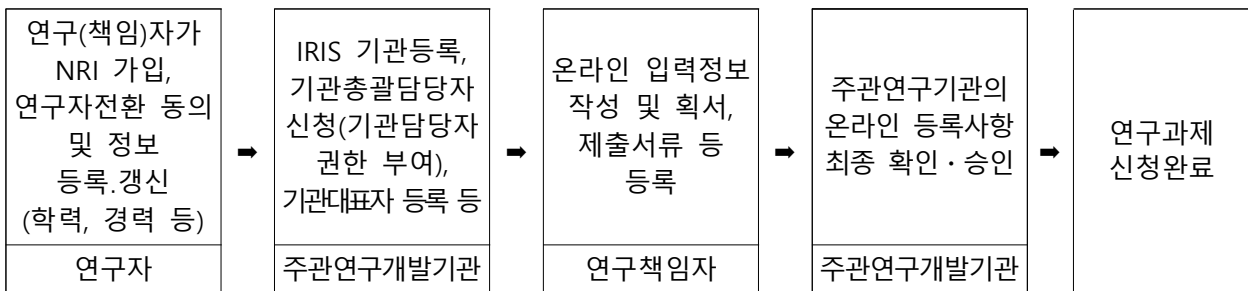 연구(책임)자가
NRI 가입,
연구자전환 동의
및 정보
등록.갱신
(학력, 경력 등)
연구자
➡
IRIS 기관등록,
기관총괄담당자
신청(기관담당자
권한 부여),
기관대표자 등록 등
주관연구개발기관
➡
온라인 입력정보
작성 및 획서,
제출서류 등
등록
연구책임자
➡
주관연구기관의
온라인 등록사항
최종 확인・승인
주관연구개발기관
➡
연구과제
신청완료